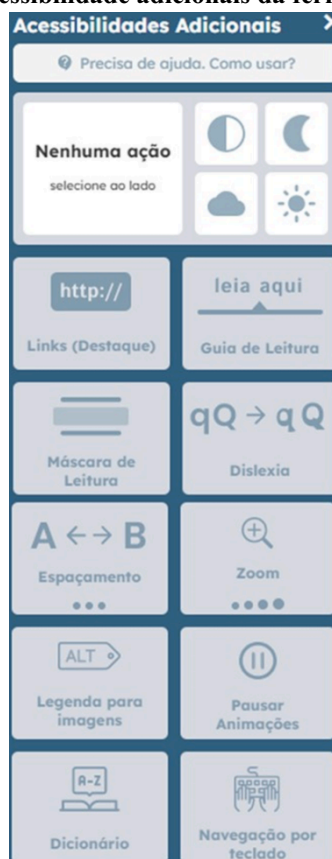 Acessibilidades Adicionais
Precisa de ajuda. Como usar?
Nenhuma ação
selecione ao lado
http://
Links (Destaque)
leia aqui
Guia de Leitura
Máscara de
Leitura
qQ → qQ
Dislexia
A ←→ B
Espaçamento
Zoom
ALT
Legenda para
imagens
Pausar
Animações
A-Z
Dicionário
Navegação por
teclado